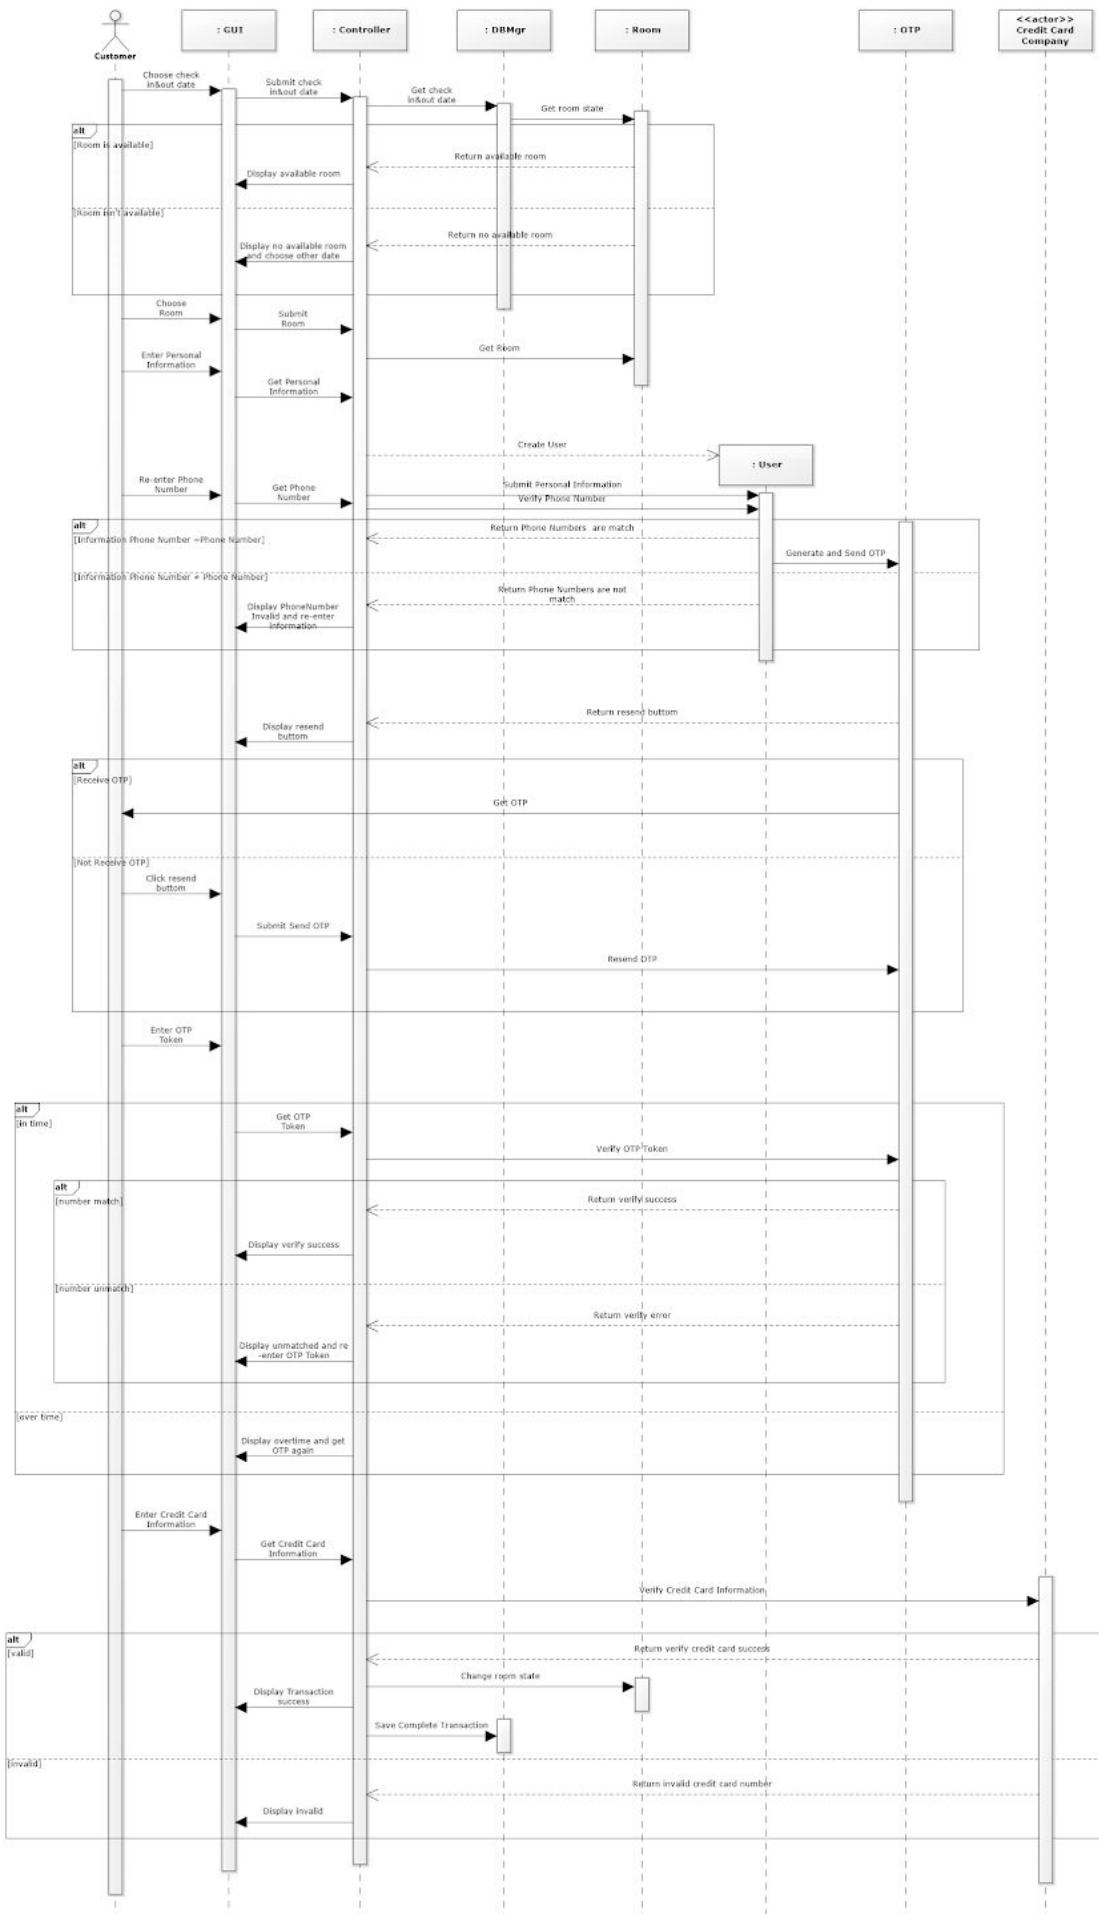 Customer
: GUI
: Controller
: DBMgr
: Room
: OTP
<<actor>>
Credit Card
Company
Choose check
in&out date
Submit check
in&out date
Get check
in&out date
Get room state
alt
[Room is available]
Return available room
Display available room
[Room isn't available]
Return no available room
Display no available room
and choose other date
Choose
Room
Submit
Room
Get Room
Enter Personal
Information
Get Personal
Information
Create User
: User
Re-enter Phone
Number
Get Phone
Number
Submit Personal Information
Verify Phone Number
alt
[Information Phone Number =Phone Number]
Return Phone Numbers are match
Generate and Send OTP
[Information Phone Number ≠ Phone Number]
Return Phone Numbers are not
match
Display PhoneNumber
Invalid and re-enter
information
Return resend buttom
Display resend
buttom
alt
[Receive OTP]
Get OTP
[Not Receive OTP]
Click resend
buttom
Submit Send OTP
Resend OTP
Enter OTP
Token
alt
[in time]
Get OTP
Token
Verify OTP Token
alt
[number match]
Return verify success
Display verify success
[number unmatch]
Return verify error
Display unmatched and re
-enter OTP Token
[over time]
Display overtime and get
OTP again
Enter Credit Card
Information
Get Credit Card
Information
Verify Credit Card Information
alt
[valid]
Return verify credit card success
Change room state
Display Transaction
success
Save Complete Transaction
[invalid]
Return invalid credit card number
Display invalid